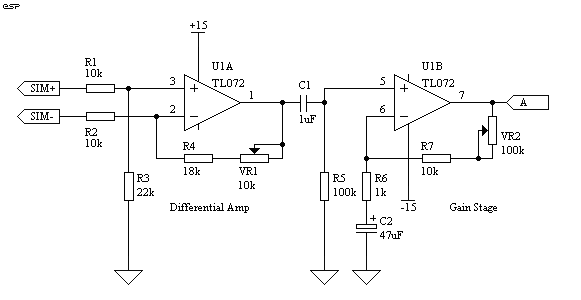 ESP
+15
U1A
TL072
U1B
TL072
R1
10k
C1
1uF
SIM+
3
1
5
7
A
SIM-
2
6
R2
10k
R4
18k
VR1
10k
R7
10k
VR2
100k
R3
22k
R5
100k
R6
1k
-15
Differential Amp
Gain Stage
+
C2
47uF